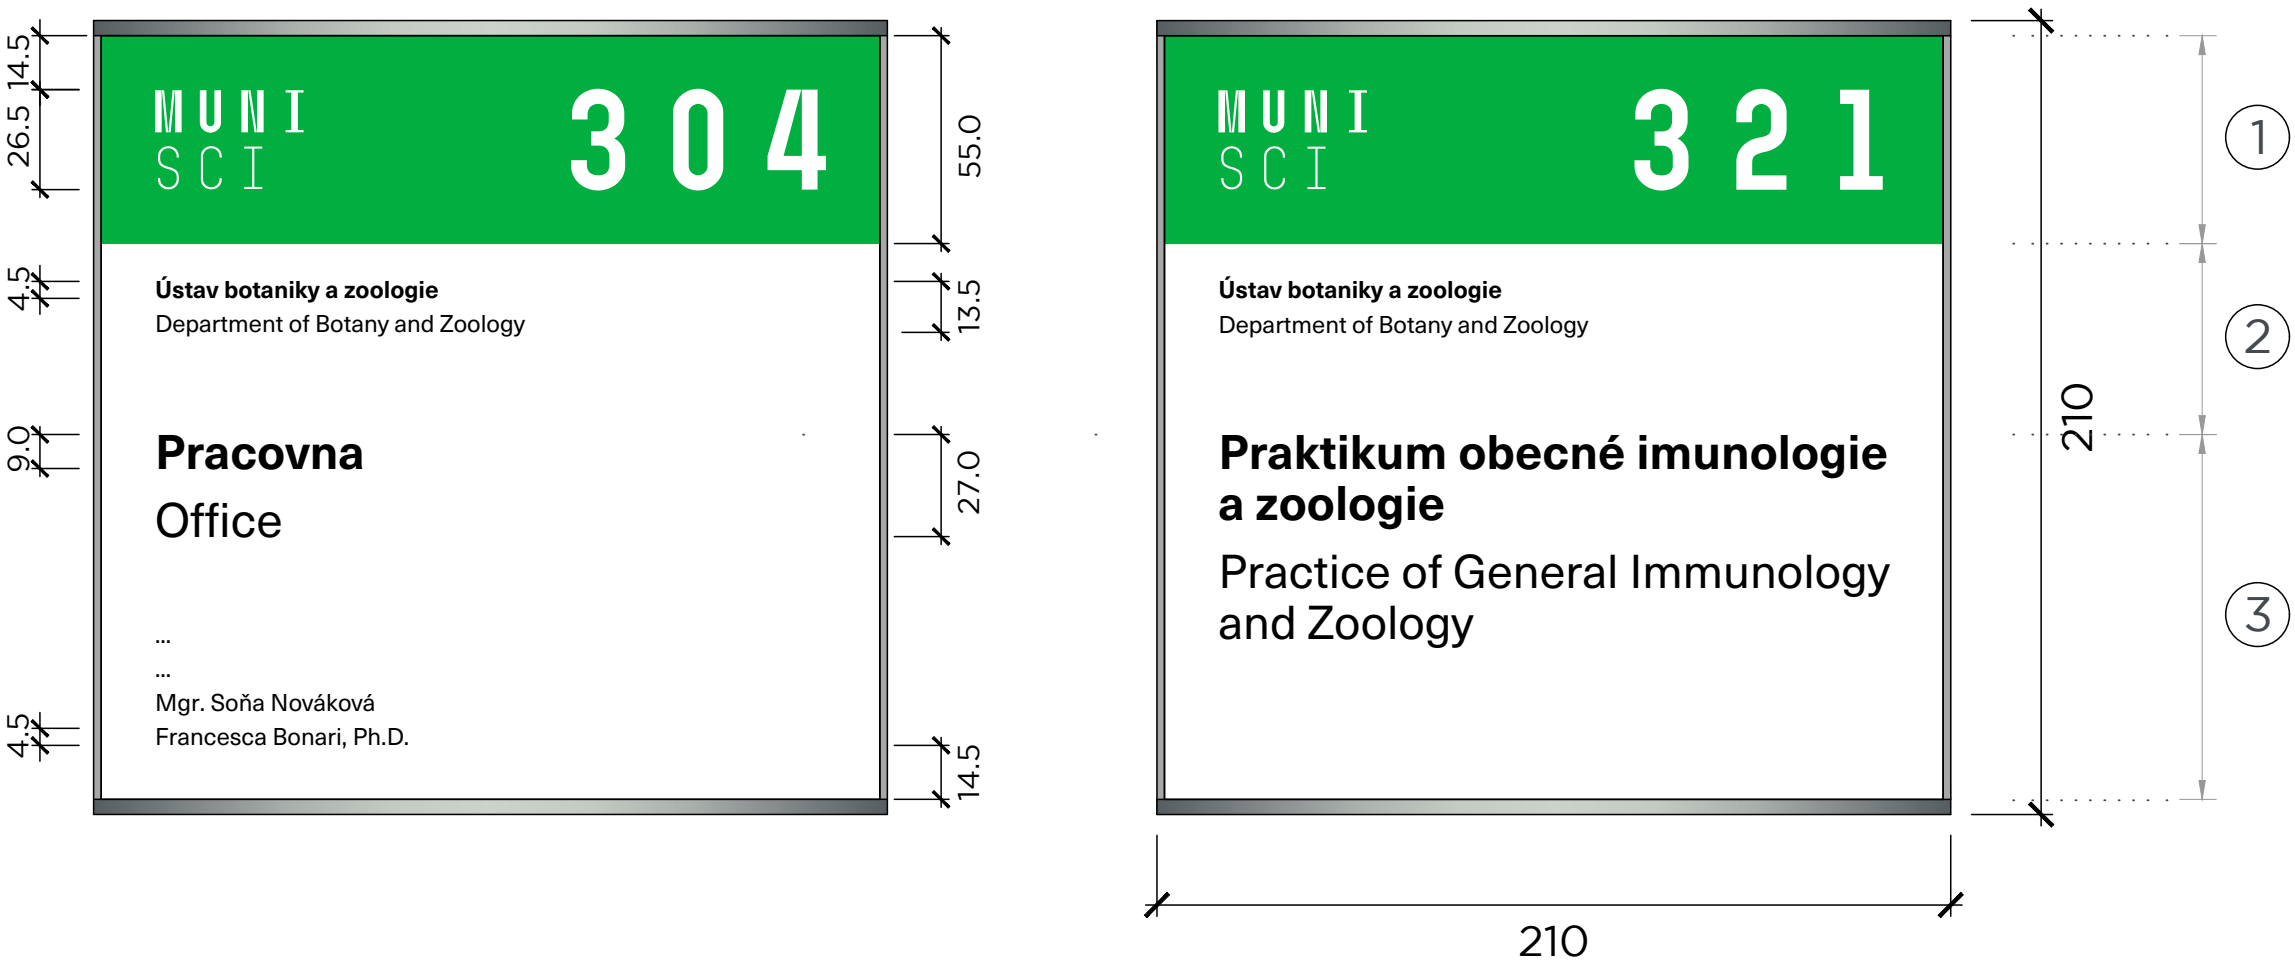 14.5
26.5
4.5
9.0
4.5
MUNI
SCI
304
Ústav botaniky a zoologie
Department of Botany and Zoology
Pracovna
Office
...
...
Mgr. Soňa Nováková
Francesca Bonari, Ph.D.
55.0
13.5
27.0
14.5
MUNI
SCI
321
Ústav botaniky a zoologie
Department of Botany and Zoology
Praktikum obecné imunologie
a zoologie
Practice of General Immunology
and Zoology
210
210
1
2
3